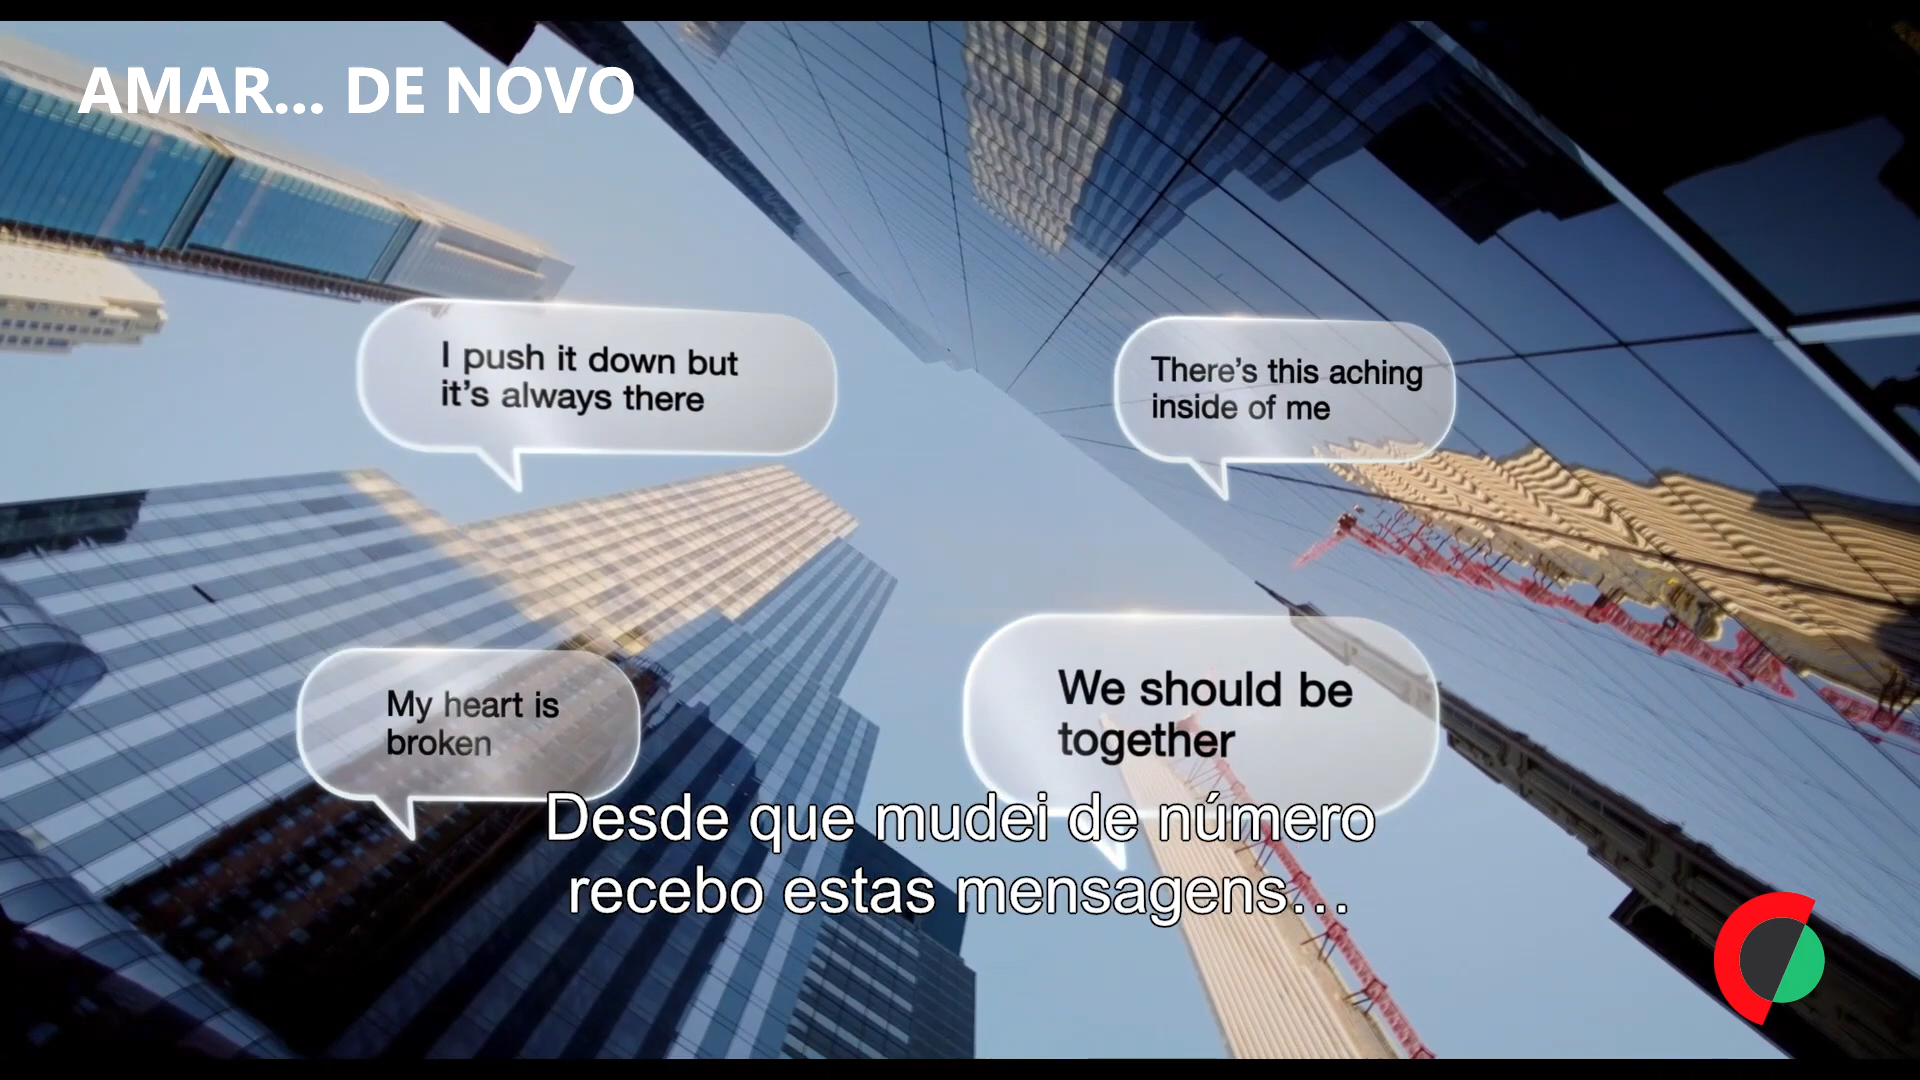 AMAR... DE NOVO
I push it down but
it's always there
There's this aching
inside of me
My heart is
broken
We should be
together
Desde que mudei de número
recebo estas mensagens...